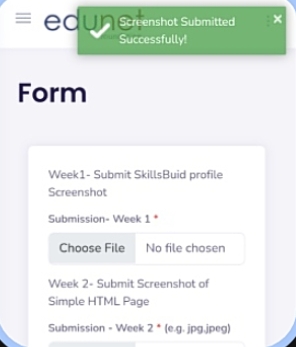 edunet
Screenshot Submitted
Successfully!
×
Form
Week1- Submit SkillsBuid profile
Screenshot
Submission- Week 1 *
Choose File No file chosen
Week 2- Submit Screenshot of
Simple HTML Page
Submission - Week 2 * (e.g. jpg,jpeg)